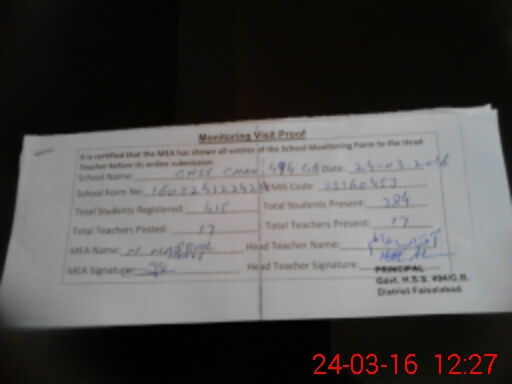 Monitoring Visit Proof
It is certified that the MEA has shown all entries of the School Monitoring Form to the Head
Teacher before its online submission.
School Name: GHSS CHAK 494 GB Date: 24-03-2016
School Form No: EMIS Code:
Total Students Registered: 415 Total Students Present: 384
Total Teachers Posted: 17 Total Teachers Present: 17
MEA Name: Head Teacher Name:
MEA Signature: Head Teacher Signature:
PRINCIPAL
Govt. H.S.S. 494/G.B.
District Faisalabad
24-03-16 12:27